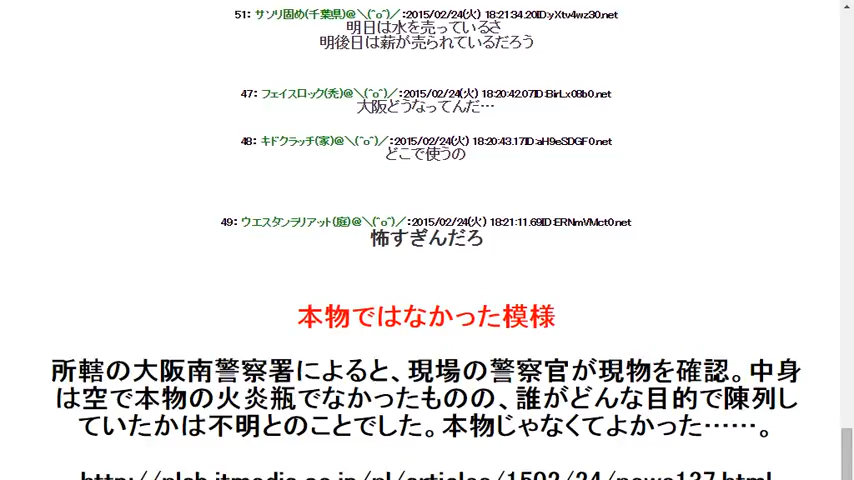 51: サソリ固め(千葉県)@＼(^o^)／:2015/02/24(火) 18:21:34.20ID:yXtv4wz30.net
明日は水を売っているさ
明後日は薪が売られているだろう
47: フェイスロック(禿)@＼(^o^)／:2015/02/24(火) 18:20:42.07ID:BirLx08b0.net
大阪どうなってんだ…
48: キドクラッチ(家)@＼(^o^)／:2015/02/24(火) 18:20:43.17ID:aH9eSDGF0.net
どこで使うの
49: ウエスタンラリアット(庭)@＼(^o^)／:2015/02/24(火) 18:21:11.69ID:ERNmVMct0.net
怖すぎんだろ
本物ではなかった模様
所轄の大阪南警察署によると、現場の警察官が現物を確認。中身
は空で本物の火炎瓶でなかったものの、誰がどんな目的で陳列し
ていたかは不明とのことでした。本物じゃなくてよかった……。
http://nlab.itmedia.co.jp/nl/articles/1502/24/news137.html